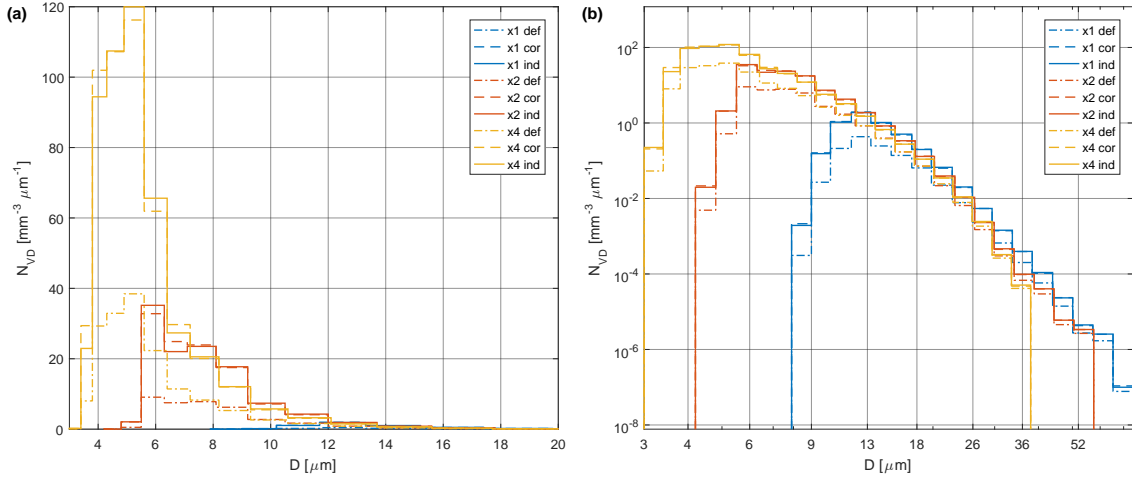 (a)
120
100
80
60
40
20
0
N_VD [mm^-3 μm^-1]
4
6
8
10
12
14
16
18
20
D [μm]
x1 def
x1 cor
x1 ind
x2 def
x2 cor
x2 ind
x4 def
x4 cor
x4 ind
(b)
10^2
10^0
10^-2
10^-4
10^-6
10^-8
N_VD [mm^-3 μm^-1]
3
4
6
9
13
18
26
36
52
D [μm]
x1 def
x1 cor
x1 ind
x2 def
x2 cor
x2 ind
x4 def
x4 cor
x4 ind